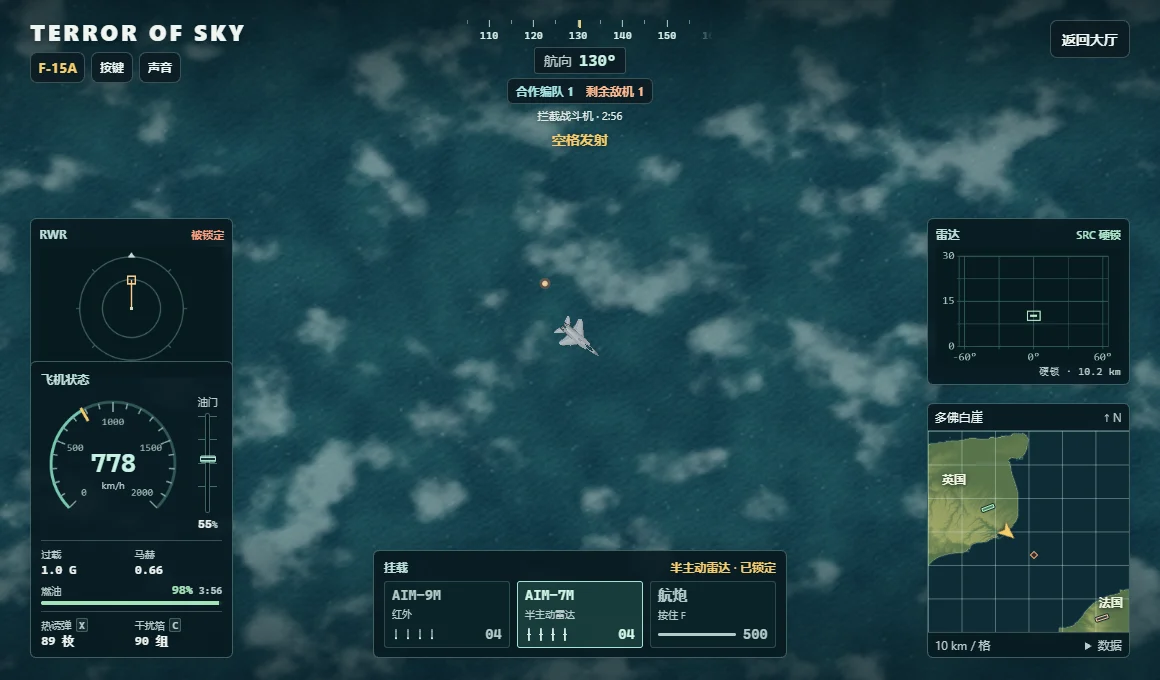 TERROR OF SKY
F-15A 按键 声音
110 120 130 140 150
航向 130°
合作编队 1 剩余敌机 1
拦截战斗机 · 2:56
空格发射
返回大厅
RWR 被锁定
飞机状态
油门
0 500 1000 1500 2000
778
km/h
55%
过载 马赫
1.0 G 0.66
燃油 98% 3:56
热诱弹 X 干扰箔 C
89 枚 90 组
挂载 半主动雷达 · 已锁定
AIM-9M
红外
04
AIM-7M
半主动雷达
04
航炮
按住 F
500
雷达 SRC 硬锁
30
15
0
-60° 0° 60°
硬锁 · 10.2 km
多佛白崖 ↑ N
英国
法国
10 km / 格 ▶ 数据